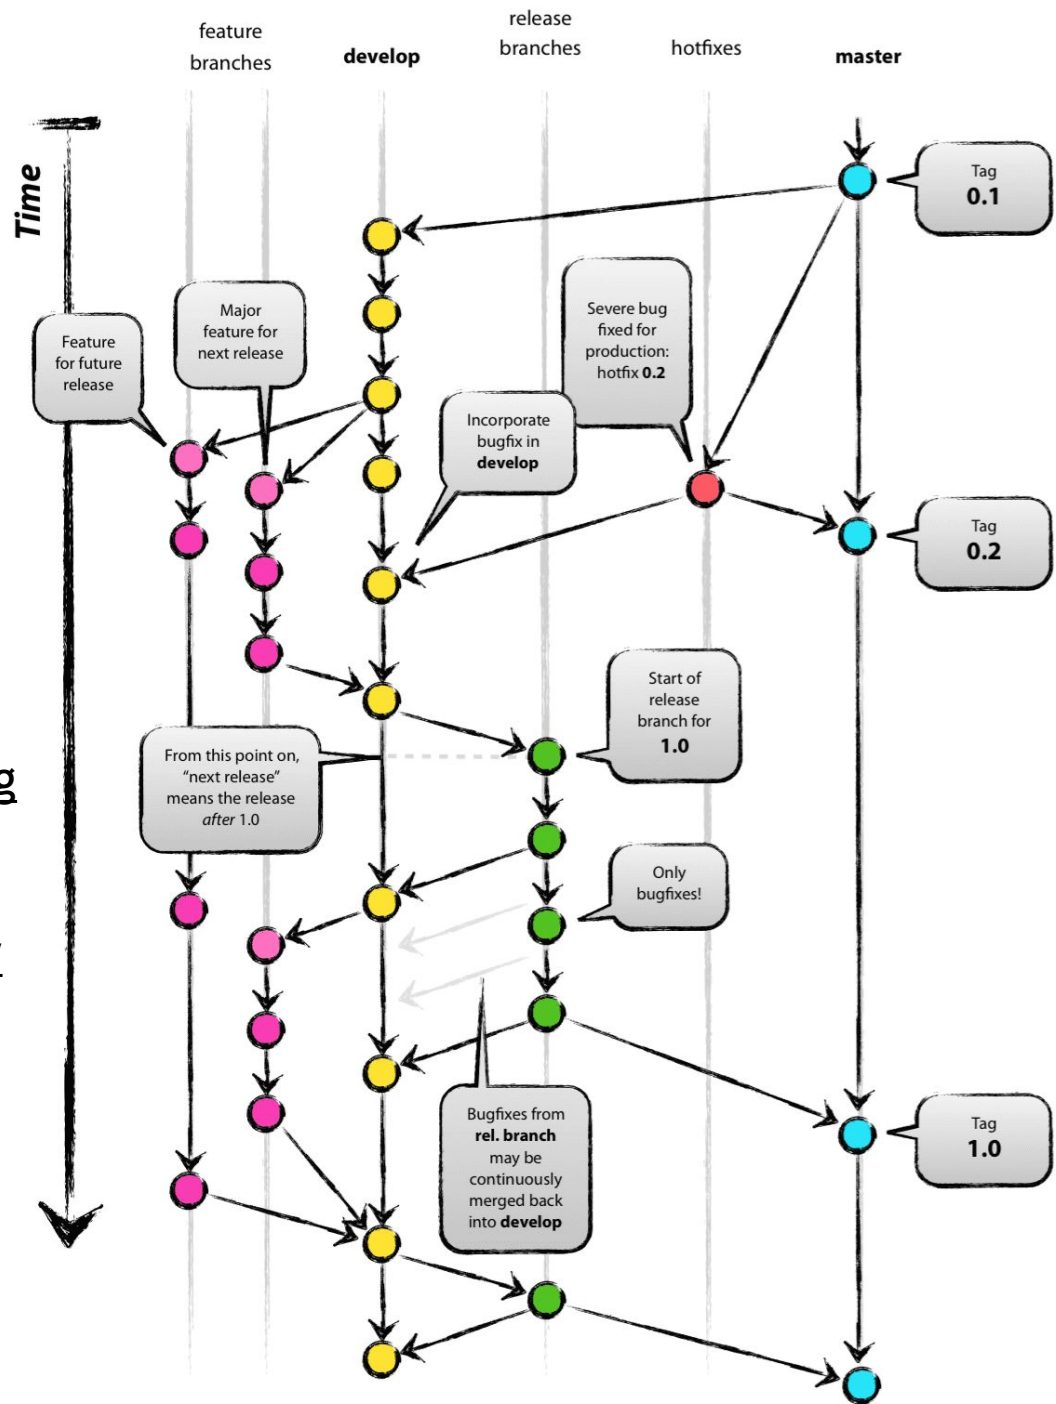 feature
branches
develop
release
branches
hotfixes
master
Time
Tag
0.1
Major
feature for
next release
Feature
for future
release
Severe bug
fixed for
production:
hotfix 0.2
Incorporate
bugfix in
develop
Tag
0.2
Start of
release
branch for
1.0
From this point on,
“next release”
means the release
after 1.0
Only
bugfixes!
Bugfixes from
rel. branch
may be
continuously
merged back
into develop
Tag
1.0